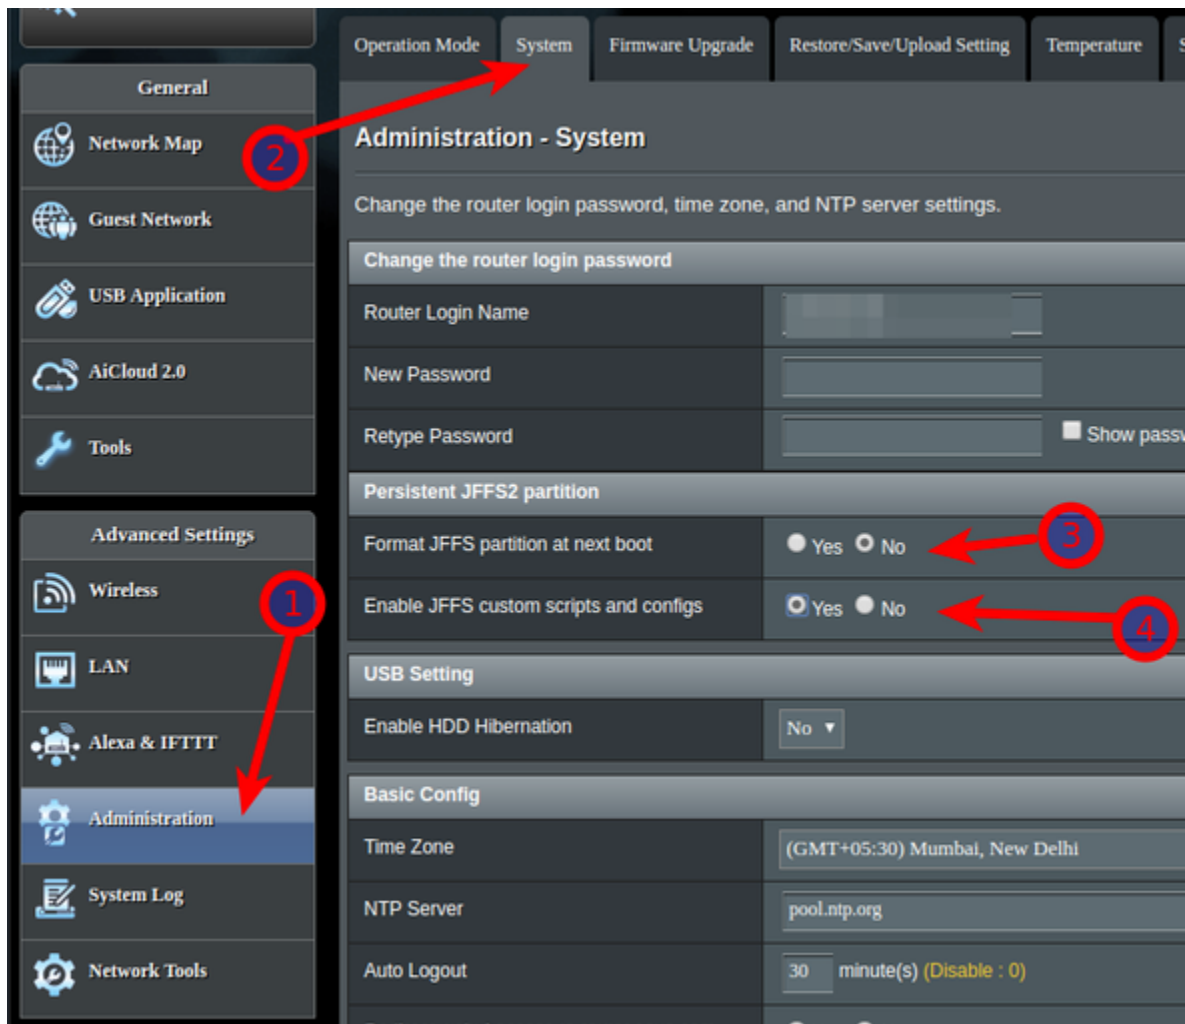 Operation Mode System Firmware Upgrade Restore/Save/Upload Setting Temperature S
General
Network Map
Guest Network
USB Application
AiCloud 2.0
Tools
Advanced Settings
Wireless
LAN
Alexa & IFTTT
Administration
System Log
Network Tools
2
1
Administration - System
Change the router login password, time zone, and NTP server settings.
Change the router login password
Router Login Name
New Password
Retype Password Show passw
Persistent JFFS2 partition
Format JFFS partition at next boot Yes No 3
Enable JFFS custom scripts and configs Yes No 4
USB Setting
Enable HDD Hibernation No
Basic Config
Time Zone (GMT+05:30) Mumbai, New Delhi
NTP Server pool.ntp.org
Auto Logout 30 minute(s) (Disable : 0)